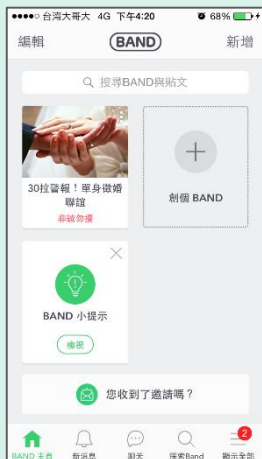 台湾大哥大 4G 下午4:20 68%
編輯 BAND 新增
搜尋BAND與貼文
30拉警報！單身徵婚
聯誼
非誠勿擾
創個 BAND
BAND 小提示
檢視
您收到了邀請嗎？
2
BAND 主頁 新消息 聊天 探索Band 顯示全部